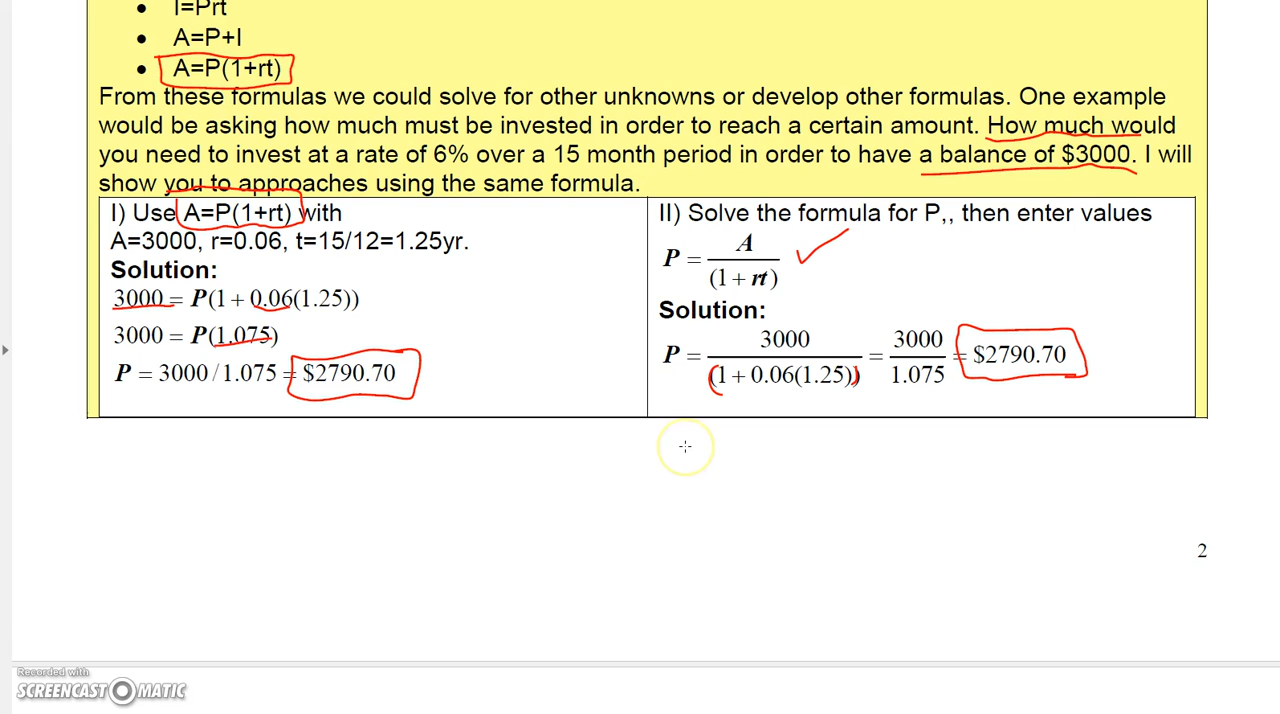 • I=Prt
• A=P+I
• A=P(1+rt)
From these formulas we could solve for other unknowns or develop other formulas. One example
would be asking how much must be invested in order to reach a certain amount. How much would
you need to invest at a rate of 6% over a 15 month period in order to have a balance of $3000. I will
show you to approaches using the same formula.
I) Use A=P(1+rt) with
A=3000, r=0.06, t=15/12=1.25yr.
Solution:
3000 = P(1 + 0.06(1.25))
3000 = P(1.075)
P = 3000 / 1.075 = $2790.70
II) Solve the formula for P,, then enter values
P = A / (1 + rt)
Solution:
P = 3000 / (1 + 0.06(1.25)) = 3000 / 1.075 = $2790.70
2
Recorded with
SCREENCAST O MATIC